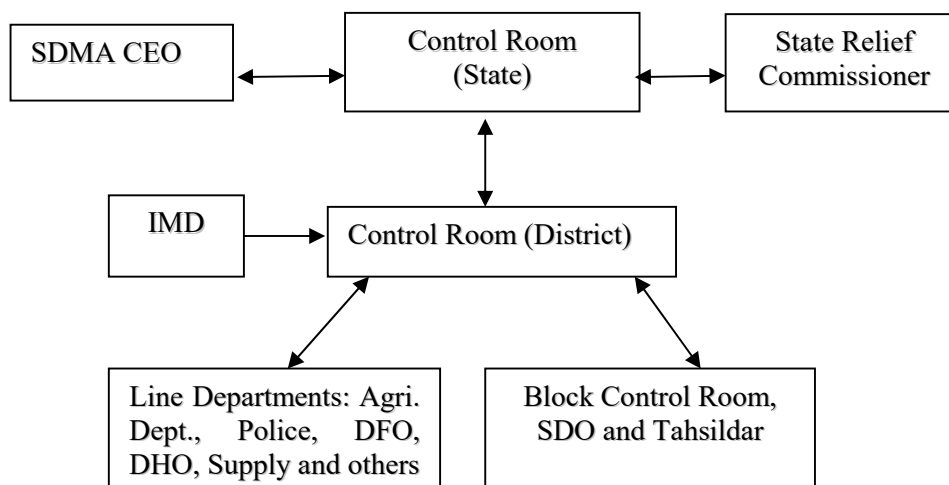 SDMA CEO
Control Room
(State)
State Relief
Commissioner
IMD
Control Room (District)
Line Departments: Agri.
Dept., Police, DFO,
DHO, Supply and others
Block Control Room,
SDO and Tahsildar